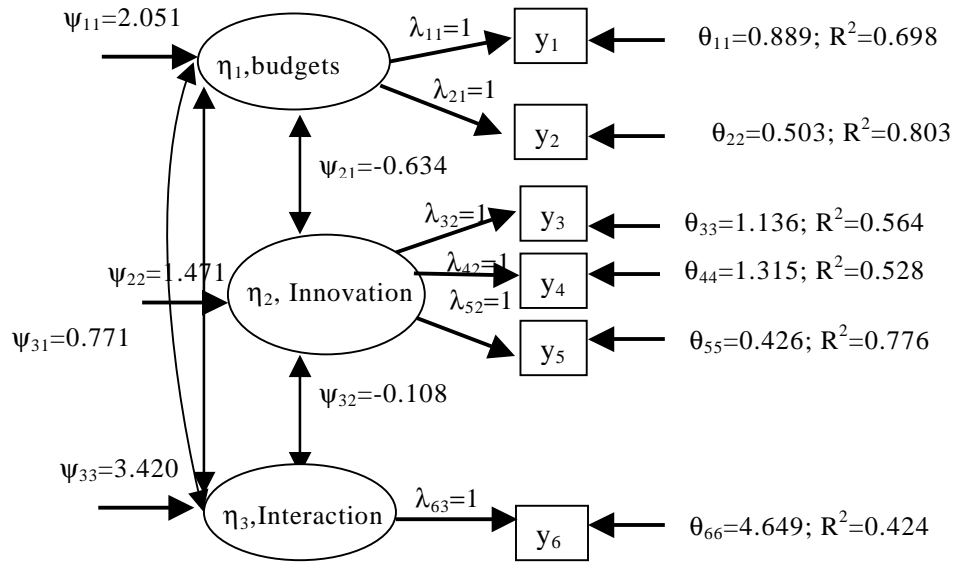 ψ₁₁=2.051
λ₁₁=1
y₁
θ₁₁=0.889; R²=0.698
η₁,budgets
λ₂₁=1
y₂
θ₂₂=0.503; R²=0.803
ψ₂₁=-0.634
λ₃₂=1
y₃
θ₃₃=1.136; R²=0.564
ψ₂₂=1.471
η₂, Innovation
λ₄₂=1
y₄
θ₄₄=1.315; R²=0.528
λ₅₂=1
y₅
θ₅₅=0.426; R²=0.776
ψ₃₁=0.771
ψ₃₂=-0.108
ψ₃₃=3.420
η₃,Interaction
λ₆₃=1
y₆
θ₆₆=4.649; R²=0.424